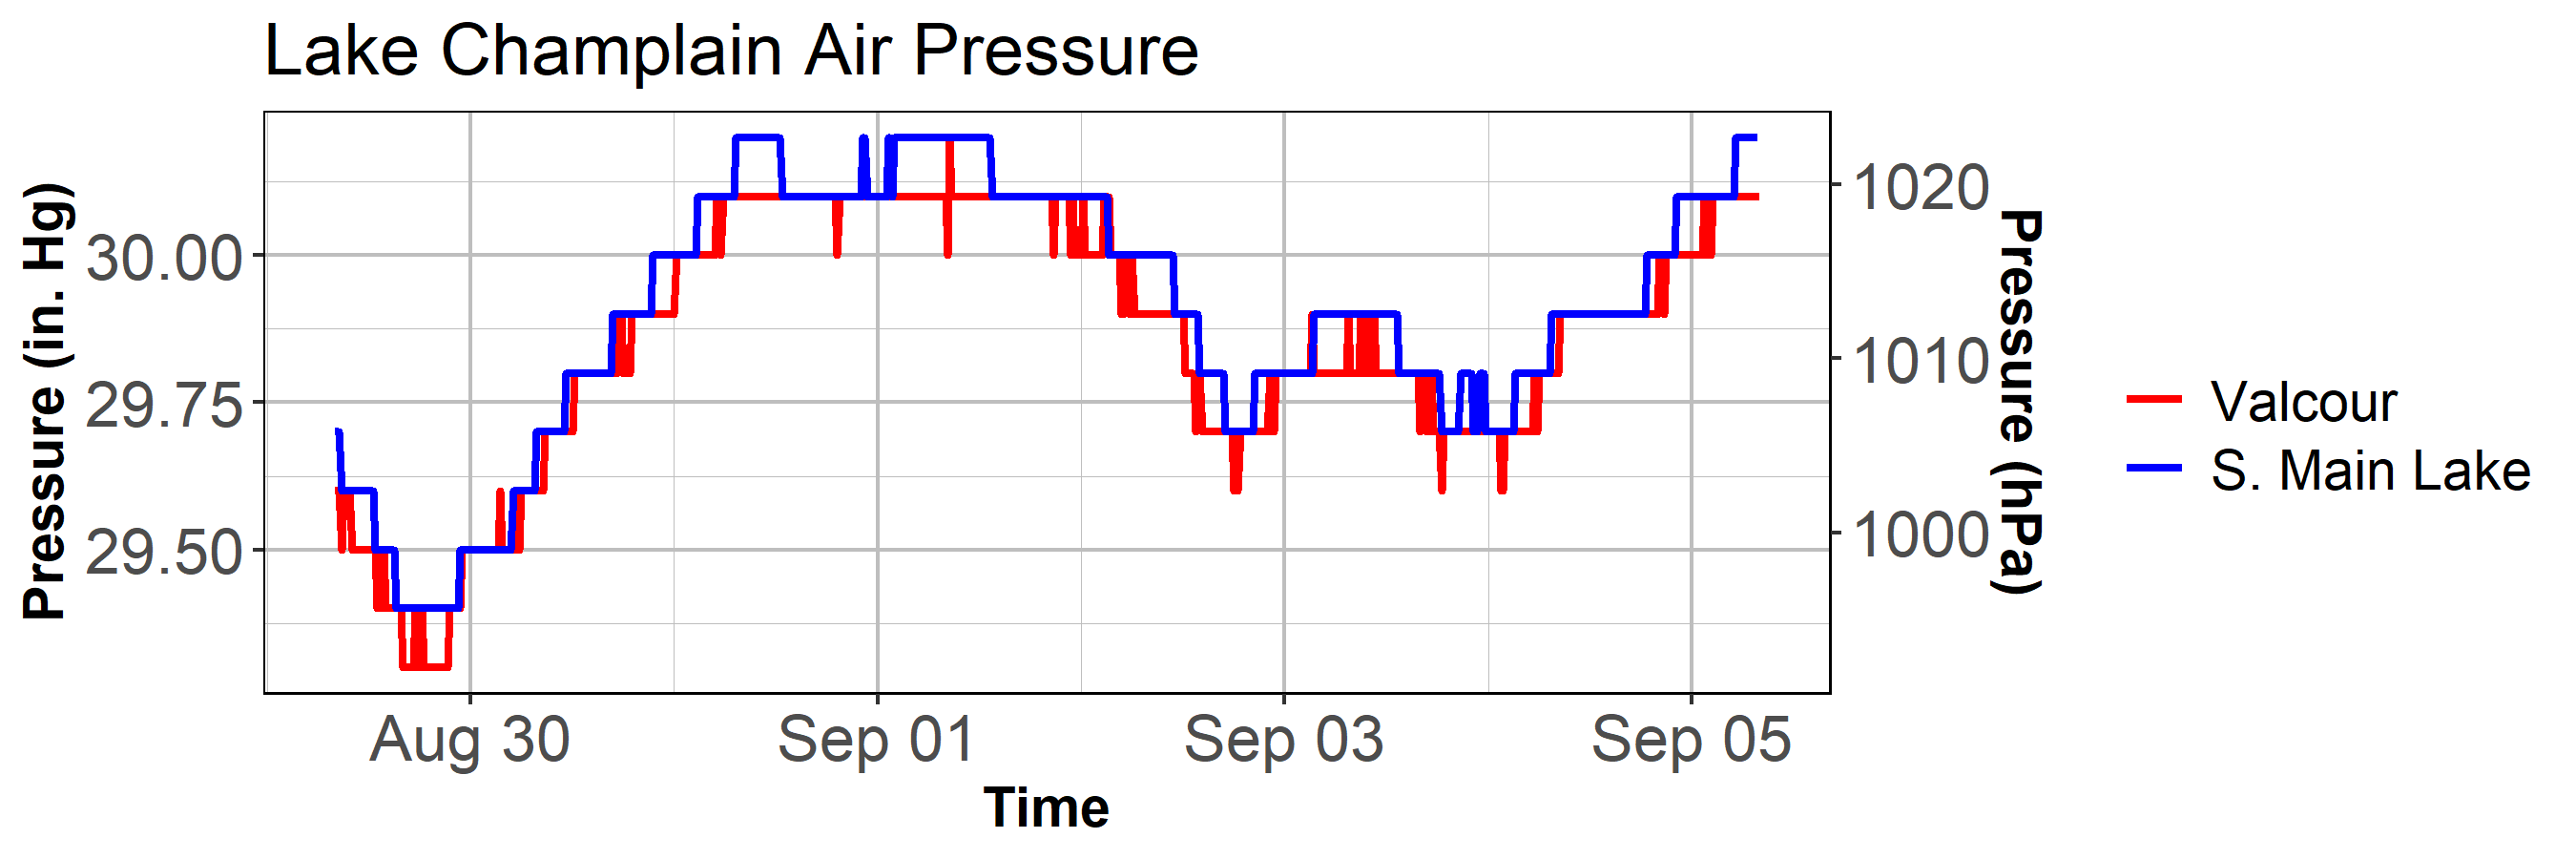 Lake Champlain Air Pressure
Pressure (in. Hg)
30.00
29.75
29.50
1020
1010
1000
Pressure (hPa)
Aug 30
Sep 01
Sep 03
Sep 05
Time
Valcour
S. Main Lake